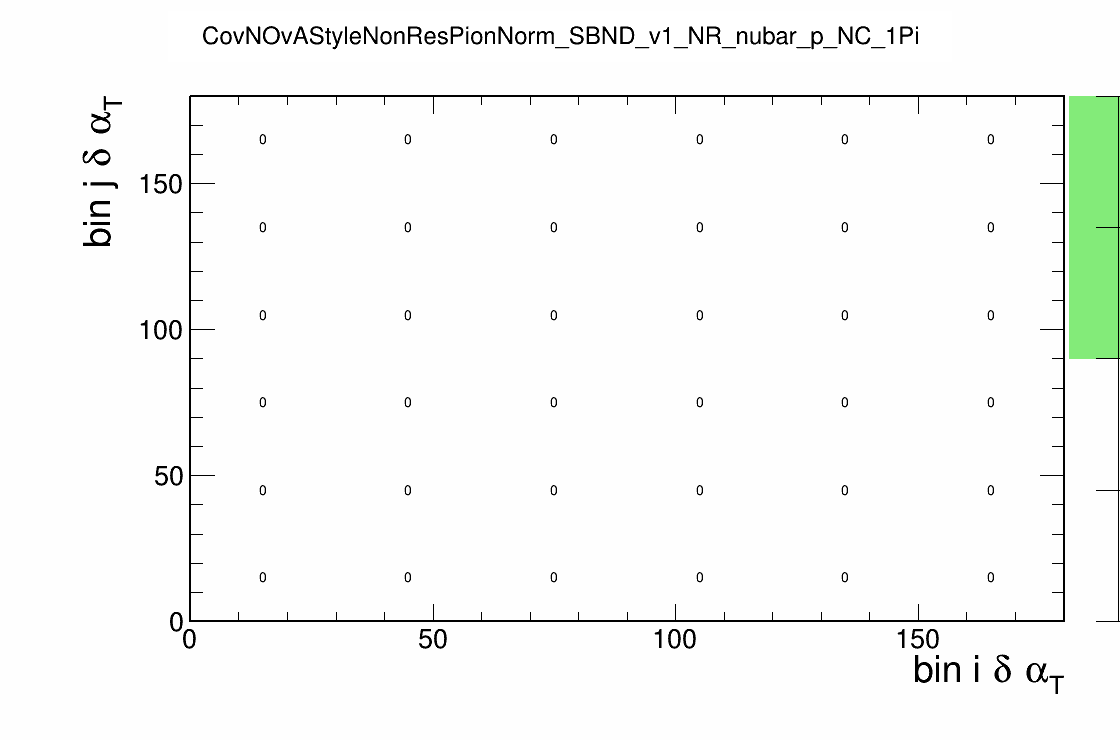 CovNOvAStyleNonResPionNorm_SBND_v1_NR_nubar_p_NC_1Pi
bin j δ α_T
150
100
50
0
0 0 0 0 0 0
0 0 0 0 0 0
0 0 0 0 0 0
0 0 0 0 0 0
0 0 0 0 0 0
0 0 0 0 0 0
0 50 100 150
bin i δ α_T